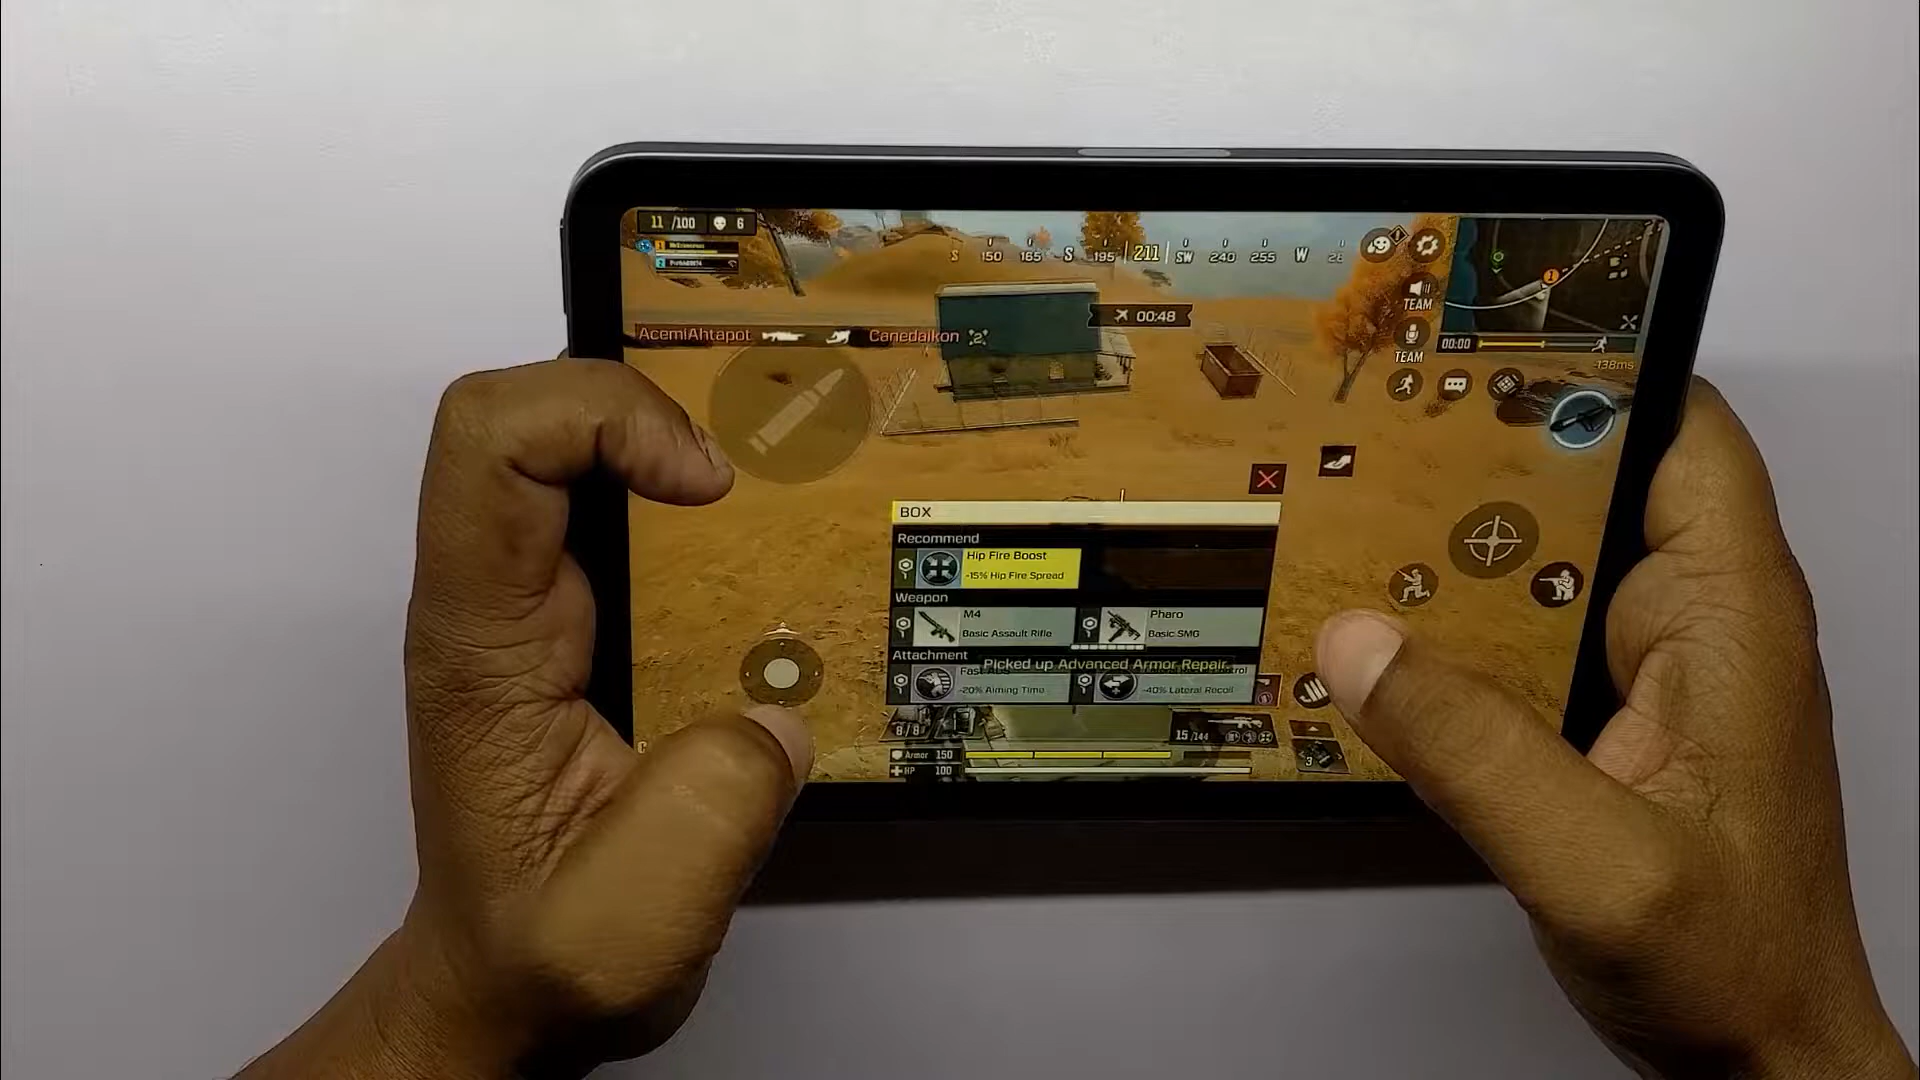 11 /100 6
S 150 165 S 195 211 SW 240 255 W
00:48
TEAM
TEAM
00:00
-138ms
AcemiAhtapot Canedaikon 2
BOX
Recommend
Hip Fire Boost
-15% Hip Fire Spread
Weapon
M4
Basic Assault Rifle
Pharo
Basic SMG
Attachment
Picked up Advanced Armor Repair.
-20% Aiming Time
-40% Lateral Recoil
8/8
15 /144
Armor 150
HP 100
3